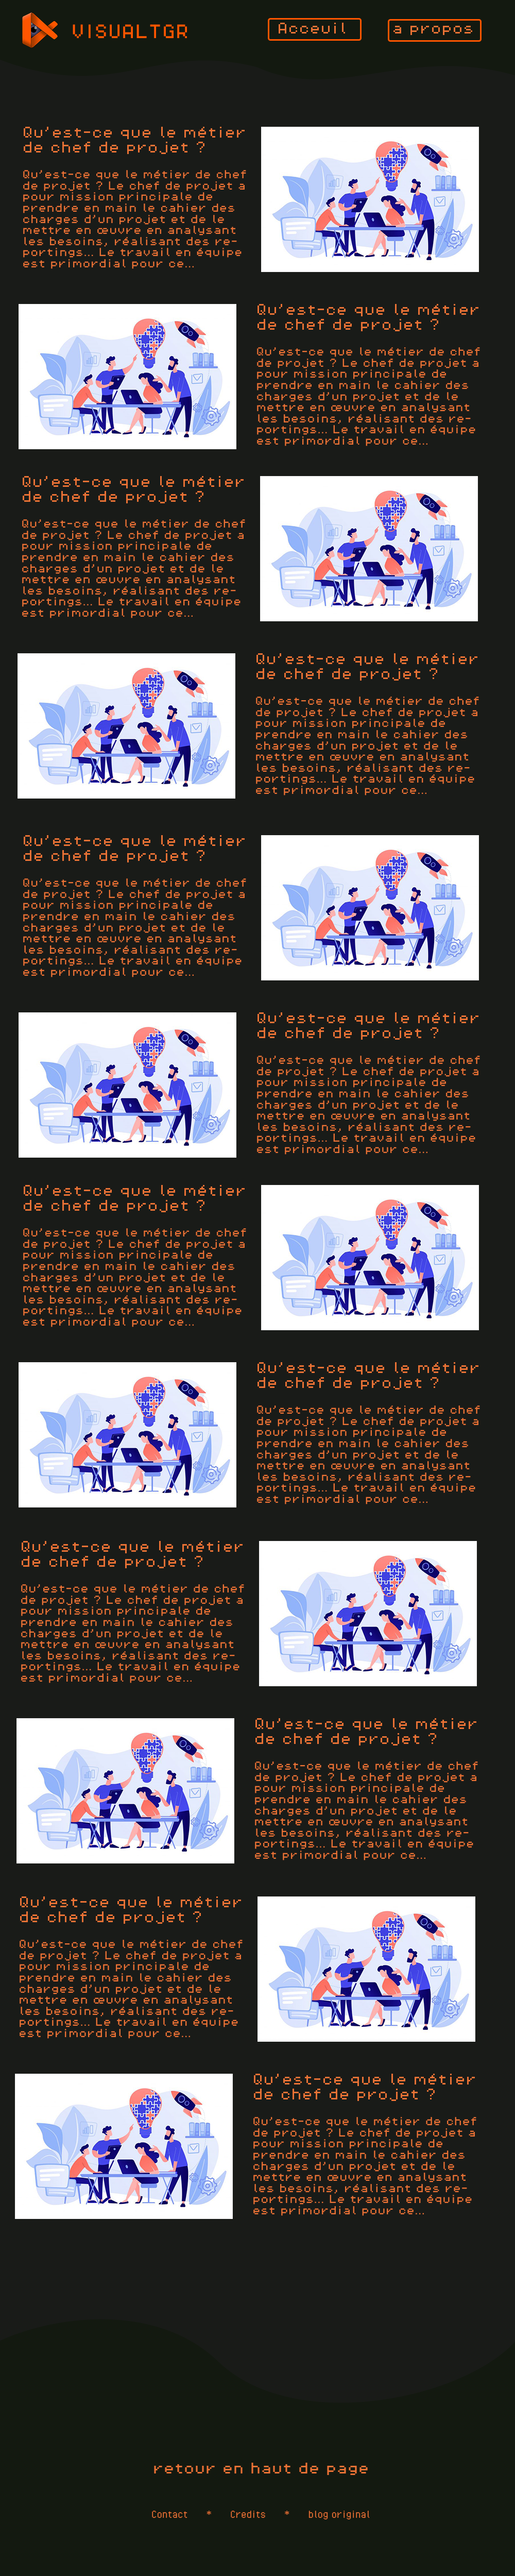 VISUALTGR
Acceuil
a propos
Qu'est-ce que le métier
de chef de projet ?
Qu'est-ce que le métier de chef
de projet ? Le chef de projet a
pour mission principale de
prendre en main le cahier des
charges d'un projet et de le
mettre en œuvre en analysant
les besoins, réalisant des re-
portings... Le travail en équipe
est primordial pour ce...
Qu'est-ce que le métier
de chef de projet ?
Qu'est-ce que le métier de chef
de projet ? Le chef de projet a
pour mission principale de
prendre en main le cahier des
charges d'un projet et de le
mettre en œuvre en analysant
les besoins, réalisant des re-
portings... Le travail en équipe
est primordial pour ce...
Qu'est-ce que le métier
de chef de projet ?
Qu'est-ce que le métier de chef
de projet ? Le chef de projet a
pour mission principale de
prendre en main le cahier des
charges d'un projet et de le
mettre en œuvre en analysant
les besoins, réalisant des re-
portings... Le travail en équipe
est primordial pour ce...
Qu'est-ce que le métier
de chef de projet ?
Qu'est-ce que le métier de chef
de projet ? Le chef de projet a
pour mission principale de
prendre en main le cahier des
charges d'un projet et de le
mettre en œuvre en analysant
les besoins, réalisant des re-
portings... Le travail en équipe
est primordial pour ce...
Qu'est-ce que le métier
de chef de projet ?
Qu'est-ce que le métier de chef
de projet ? Le chef de projet a
pour mission principale de
prendre en main le cahier des
charges d'un projet et de le
mettre en œuvre en analysant
les besoins, réalisant des re-
portings... Le travail en équipe
est primordial pour ce...
Qu'est-ce que le métier
de chef de projet ?
Qu'est-ce que le métier de chef
de projet ? Le chef de projet a
pour mission principale de
prendre en main le cahier des
charges d'un projet et de le
mettre en œuvre en analysant
les besoins, réalisant des re-
portings... Le travail en équipe
est primordial pour ce...
Qu'est-ce que le métier
de chef de projet ?
Qu'est-ce que le métier de chef
de projet ? Le chef de projet a
pour mission principale de
prendre en main le cahier des
charges d'un projet et de le
mettre en œuvre en analysant
les besoins, réalisant des re-
portings... Le travail en équipe
est primordial pour ce...
Qu'est-ce que le métier
de chef de projet ?
Qu'est-ce que le métier de chef
de projet ? Le chef de projet a
pour mission principale de
prendre en main le cahier des
charges d'un projet et de le
mettre en œuvre en analysant
les besoins, réalisant des re-
portings... Le travail en équipe
est primordial pour ce...
Qu'est-ce que le métier
de chef de projet ?
Qu'est-ce que le métier de chef
de projet ? Le chef de projet a
pour mission principale de
prendre en main le cahier des
charges d'un projet et de le
mettre en œuvre en analysant
les besoins, réalisant des re-
portings... Le travail en équipe
est primordial pour ce...
Qu'est-ce que le métier
de chef de projet ?
Qu'est-ce que le métier de chef
de projet ? Le chef de projet a
pour mission principale de
prendre en main le cahier des
charges d'un projet et de le
mettre en œuvre en analysant
les besoins, réalisant des re-
portings... Le travail en équipe
est primordial pour ce...
Qu'est-ce que le métier
de chef de projet ?
Qu'est-ce que le métier de chef
de projet ? Le chef de projet a
pour mission principale de
prendre en main le cahier des
charges d'un projet et de le
mettre en œuvre en analysant
les besoins, réalisant des re-
portings... Le travail en équipe
est primordial pour ce...
Qu'est-ce que le métier
de chef de projet ?
Qu'est-ce que le métier de chef
de projet ? Le chef de projet a
pour mission principale de
prendre en main le cahier des
charges d'un projet et de le
mettre en œuvre en analysant
les besoins, réalisant des re-
portings... Le travail en équipe
est primordial pour ce...
retour en haut de page
Contact * Credits * blog original